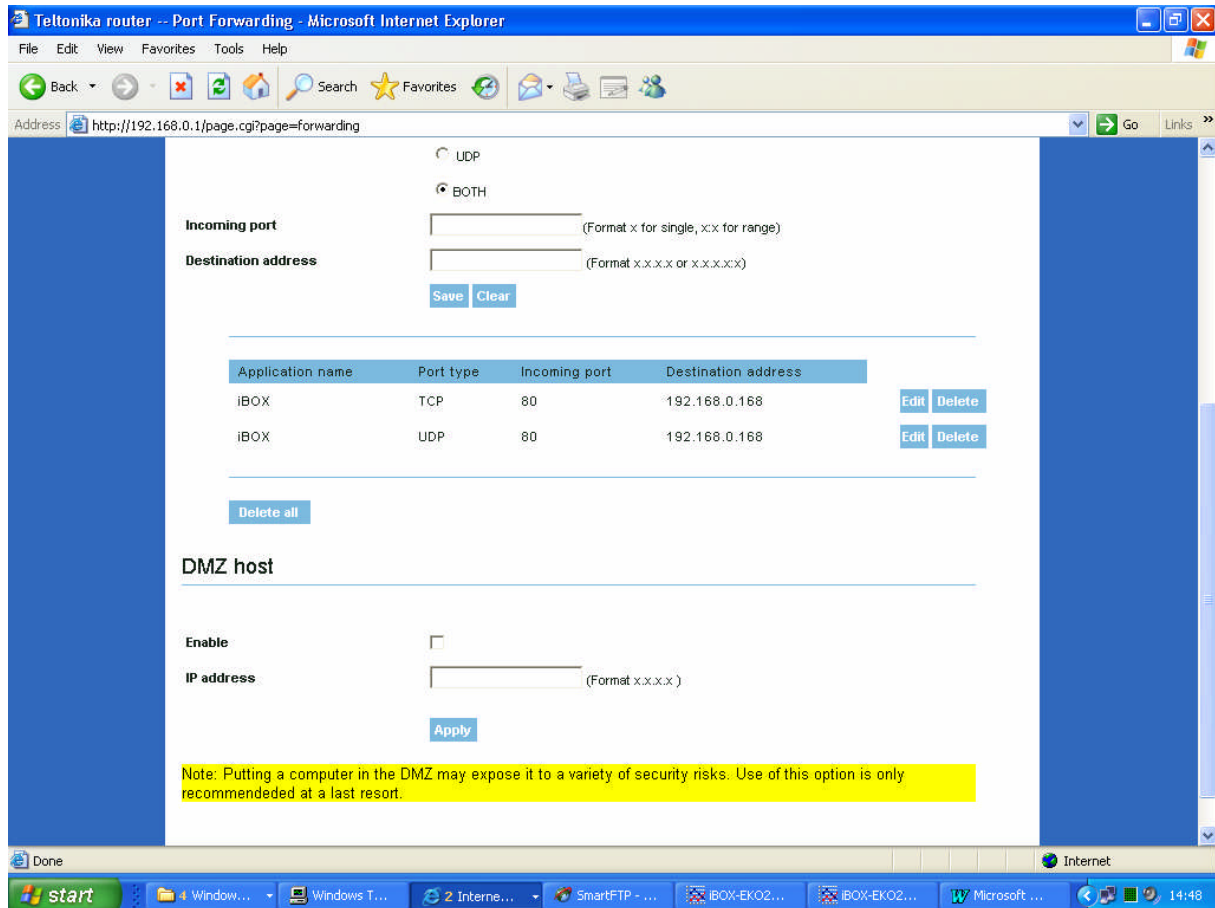 Teltonika router -- Port Forwarding - Microsoft Internet Explorer
File Edit View Favorites Tools Help
Back Search Favorites
Address http://192.168.0.1/page.cgi?page=forwarding Go Links »
UDP
BOTH
Incoming port (Format x for single, x:x for range)
Destination address (Format x.x.x.x or x.x.x.x:x)
Save Clear
Application name Port type Incoming port Destination address
iBOX TCP 80 192.168.0.168 Edit Delete
iBOX UDP 80 192.168.0.168 Edit Delete
Delete all
DMZ host
Enable
IP address (Format x.x.x.x )
Apply
Note: Putting a computer in the DMZ may expose it to a variety of security risks. Use of this option is only
recommendeded at a last resort.
Done Internet
start 4 Window... Windows T... 2 Interne... SmartFTP - ... iBOX-EKO2... iBOX-EKO2... Microsoft ... 14:48